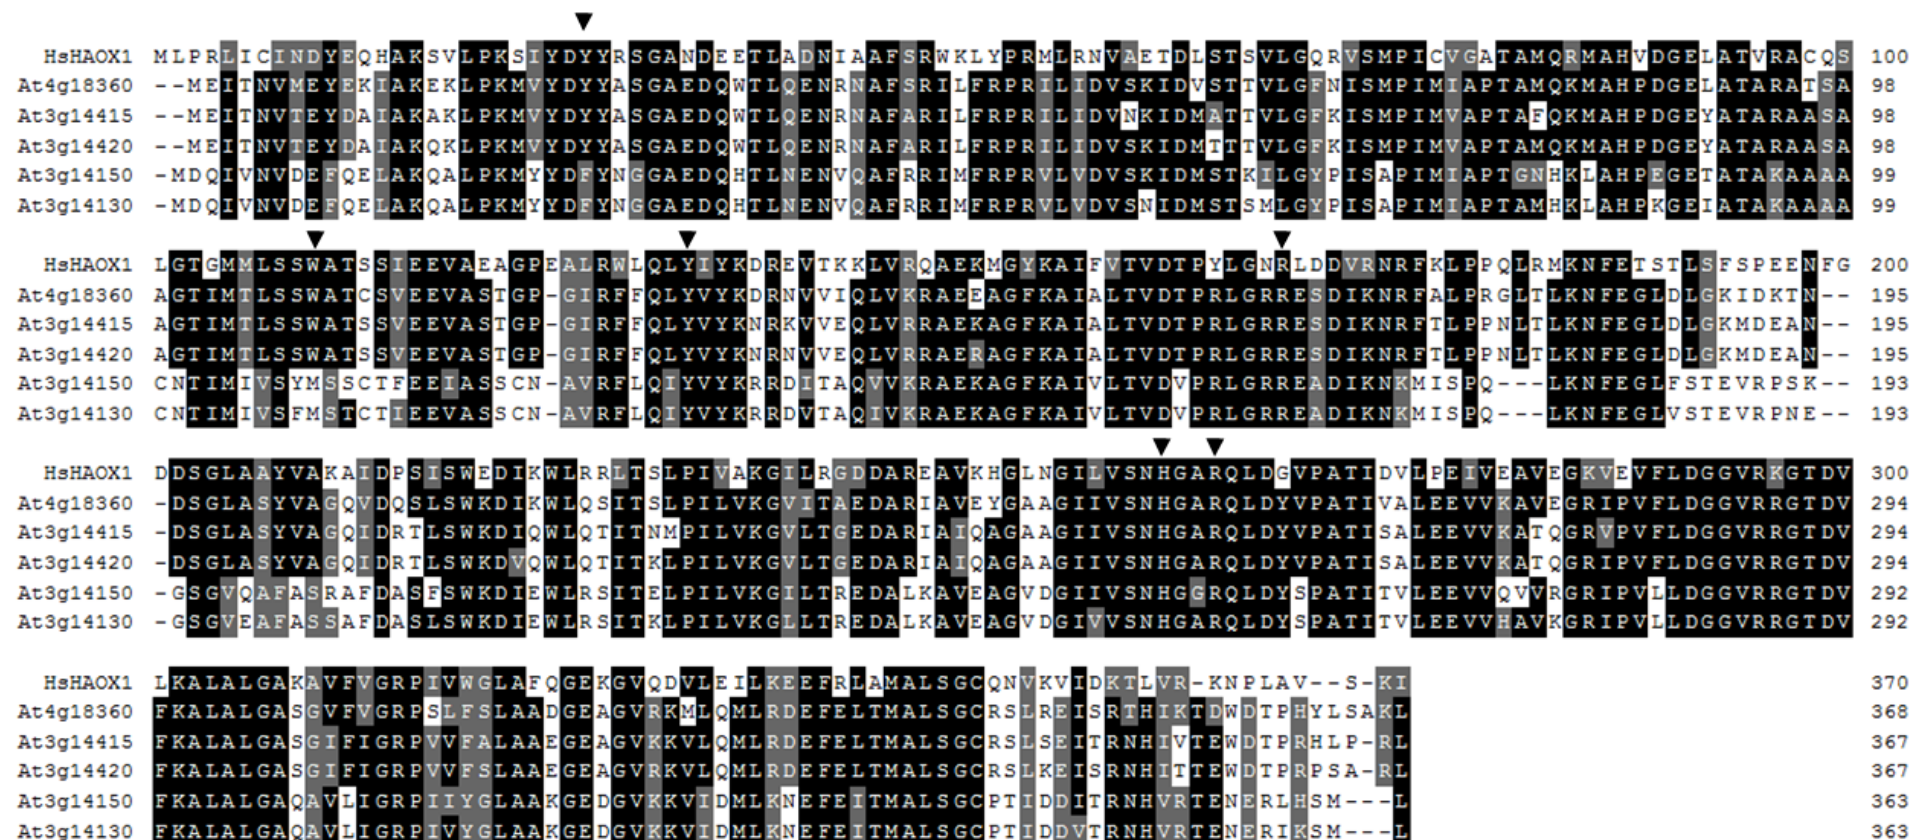 HsHAOX1 MLPRLICINDYEQHAKSVLPKSIYDYYRSGANDEETLADNIAAFSRWKLYPRMLRNVAETDLSTSVLGQRVSMPICVGATAMQRMAHVDGELATVRACQS 100
At4g18360 --MEITNVMEYEKIAKEKLPKMVYDYYASGAEDQWTLQENRNAFSRILFRPRILIDVSKIDVSTTVLGFNISMPIMIAPTAMQKMAHPDGELATARATSA 98
At3g14415 --MEITNVTEYDAIAKAKLPKMVYDYYASGAEDQWTLQENRNAFARILFRPRILIDVNKIDMATTVLGFKISMPIMVAPTAFQKMAHPDGEYATARAASA 98
At3g14420 --MEITNVTEYDAIAKQKLPKMVYDYYASGAEDQWTLQENRNAFARILFRPRILIDVSKIDMTTTVLGFKISMPIMVAPTAMQKMAHPDGEYATARAASA 98
At3g14150 -MDQIVNVDEFQELAKQALPKMYYDFYNGGAEDQHTLNENVQAFRRIMFRPRVLVDVSKIDMSTKILGYPISAPIMIAPTGNHKLAHPEGETATAKAAAA 99
At3g14130 -MDQIVNVDEFQELAKQALPKMYYDFYNGGAEDQHTLNENVQAFRRIMFRPRVLVDVSNIDMSTSMLGYPISAPIMIAPTAMHKLAHPKGEIATAKAAAA 99
HsHAOX1 LGTGMMLSSWATSSIEEVAEAGPEALRWLQLYIYKDREVTKKLVRQAEKMGYKAIFVTVDTPYLGNRLDDVRNRFKLPPQLRMKNFETSTLSFSPEENFG 200
At4g18360 AGTIMTLSSWATCSVEEVASTGP-GIRFFQLYVYKDRNVVIQLVKRAEEAGFKAIALTVDTPRLGRRESDIKNRFALPRGLTLKNFEGLDLGKIDKTN-- 195
At3g14415 AGTIMTLSSWATSSVEEVASTGP-GIRFFQLYVYKNRKVVEQLVRRAEKAGFKAIALTVDTPRLGRRESDIKNRFTLPPNLTLKNFEGLDLGKMDEAN-- 195
At3g14420 AGTIMTLSSWATSSVEEVASTGP-GIRFFQLYVYKNRNVVEQLVRRAERAGFKAIALTVDTPRLGRRESDIKNRFTLPPNLTLKNFEGLDLGKMDEAN-- 195
At3g14150 CNTIMIVSYMSSCTFEEIASSCN-AVRFLQIYVYKRRDITAQVVKRAEKAGFKAIVLTVDVPRLGRREADIKNKMISPQ---LKNFEGLFSTEVRPSK-- 193
At3g14130 CNTIMIVSFMSTCTIEEVASSCN-AVRFLQIYVYKRRDVTAQIVKRAEKAGFKAIVLTVDVPRLGRREADIKNKMISPQ---LKNFEGLVSTEVRPNE-- 193
HsHAOX1 DDSGLAAYVAKAIDPSISWEDIKWLRRLTSLPIVAKGILRGDDAREAVKHGLNGILVSNHGARQLDGVPATIDVLPEIVEAVEGKVEVFLDGGVRKGTDV 300
At4g18360 -DSGLASYVAGQVDQSLSWKDIKWLQSITSLPILVKGVITAEDARIAVEYGAAGIIVSNHGARQLDYVPATIVALEEVVKAVEGRIPVFLDGGVRRGTDV 294
At3g14415 -DSGLASYVAGQIDRTLSWKDIQWLQTITNMPILVKGVLTGEDARIAIQAGAAGIIVSNHGARQLDYVPATISALEEVVKATQGRVPVFLDGGVRRGTDV 294
At3g14420 -DSGLASYVAGQIDRTLSWKDVQWLQTITKLPILVKGVLTGEDARIAIQAGAAGIIVSNHGARQLDYVPATISALEEVVKATQGRIPVFLDGGVRRGTDV 294
At3g14150 -GSGVQAFASRAFDASFSWKDIEWLRSITELPILVKGILTREDALKAVEAGVDGIIVSNHGGRQLDYSPATITVLEEVVQVVRGRIPVLLDGGVRRGTDV 292
At3g14130 -GSGVEAFASSAFDASLSWKDIEWLRSITKLPILVKGLLTREDALKAVEAGVDGIVVSNHGARQLDYSPATITVLEEVVHAVKGRIPVLLDGGVRRGTDV 292
HsHAOX1 LKALALGAKAVFVGRPIVWGLAFQGEKGVQDVLEILKEEFRLAMALSGCQNVKVIDKTLVR-KNPLAV--S-KI 370
At4g18360 FKALALGASGVFVGRPSLFSLAADGEAGVRKMLQMLRDEFELTMALSGCRSLREISRTHIKTDWDTPHYLSAKL 368
At3g14415 FKALALGASGIFIGRPVVFALAAEGEAGVKKVLQMLRDEFELTMALSGCRSLSEITRNHIVTEWDTPRHLP-RL 367
At3g14420 FKALALGASGIFIGRPVVFSLAAEGEAGVRKVLQMLRDEFELTMALSGCRSLKEISRNHITTEWDTPRPSA-RL 367
At3g14150 FKALALGAQAVLIGRPIIYGLAAKGEDGVKKVIDMLKNEFEITMALSGCPTIDDITRNHVRTENERLHSM---L 363
At3g14130 FKALALGAQAVLIGRPIVYGLAAKGEDGVKKVIDMLKNEFEITMALSGCPTIDDVTRNHVRTENERIKSM---L 363